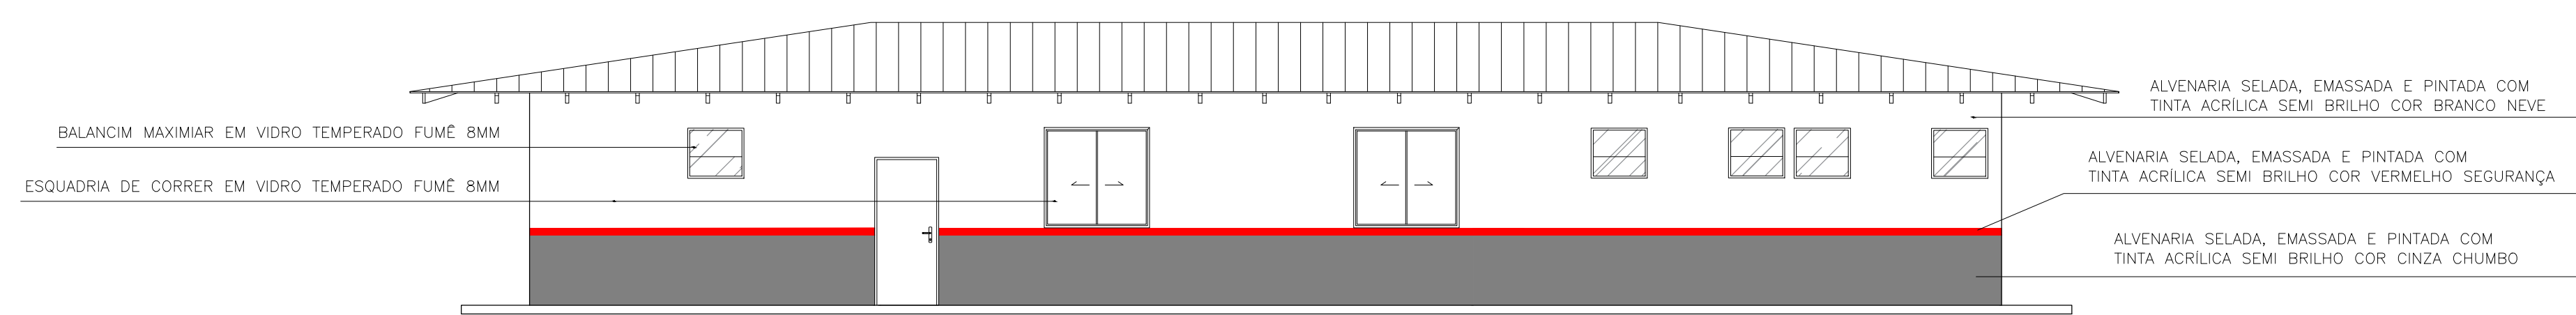 BALANCIM MAXIMIAR EM VIDRO TEMPERADO FUMÊ 8MM
ESQUADRIA DE CORRER EM VIDRO TEMPERADO FUMÊ 8MM
ALVENARIA SELADA, EMASSADA E PINTADA COM
TINTA ACRÍLICA SEMI BRILHO COR BRANCO NEVE
ALVENARIA SELADA, EMASSADA E PINTADA COM
TINTA ACRÍLICA SEMI BRILHO COR VERMELHO SEGURANÇA
ALVENARIA SELADA, EMASSADA E PINTADA COM
TINTA ACRÍLICA SEMI BRILHO COR CINZA CHUMBO